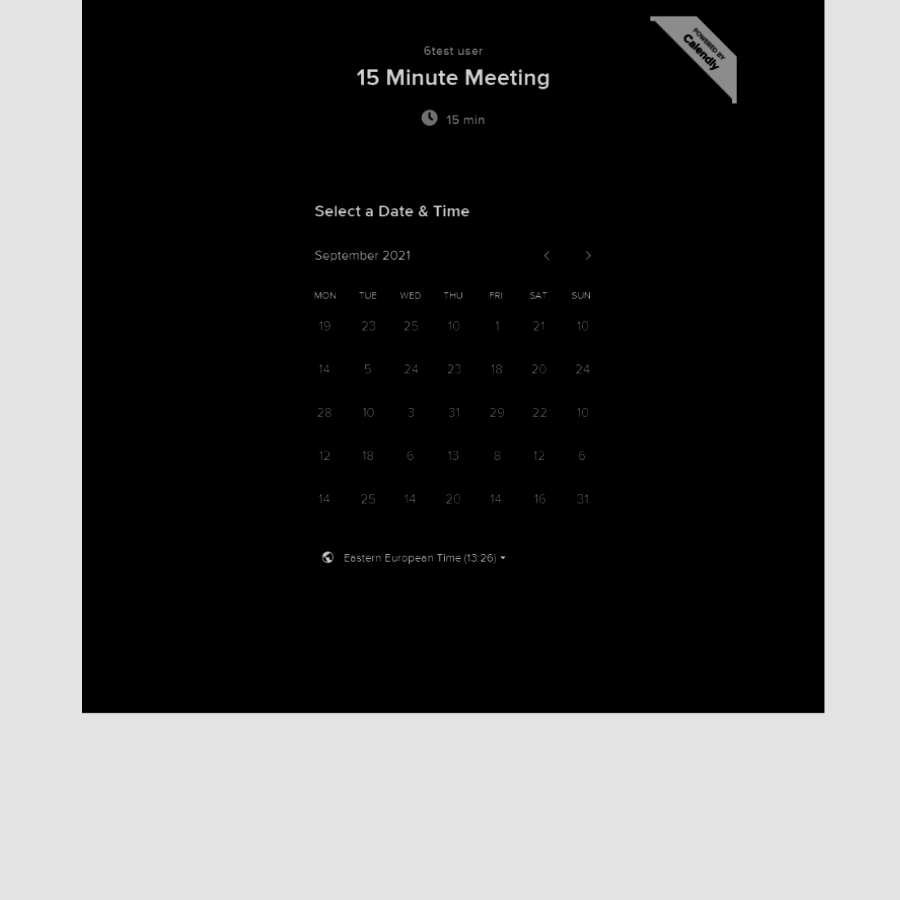 6test user
POWERED BY
Calendly
15 Minute Meeting
15 min
Select a Date & Time
September 2021
MON TUE WED THU FRI SAT SUN
19 23 25 10 1 21 10
14 5 24 23 18 20 24
28 10 3 31 29 22 10
12 18 6 13 8 12 6
14 25 14 20 14 16 31
Eastern European Time (13:26)